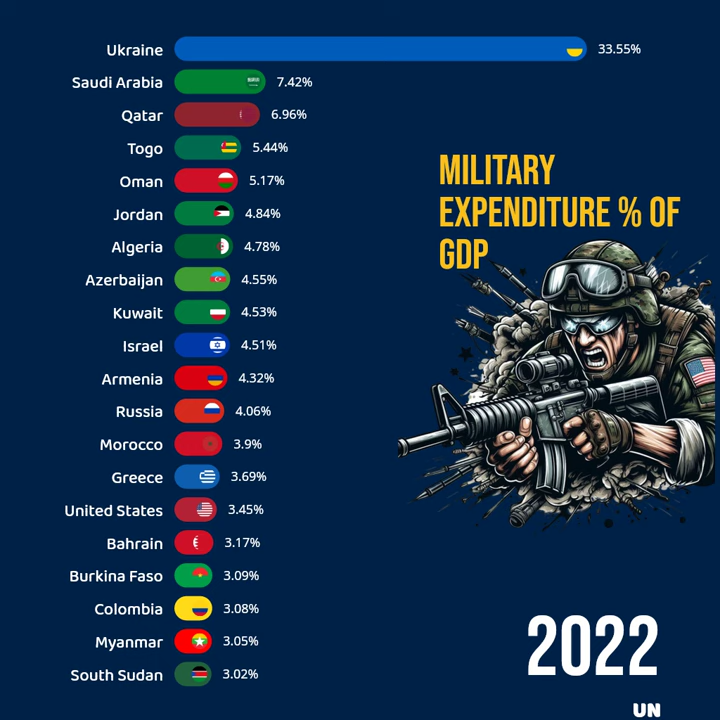 Ukraine 33.55%
Saudi Arabia 7.42%
Qatar 6.96%
Togo 5.44%
Oman 5.17%
Jordan 4.84%
Algeria 4.78%
Azerbaijan 4.55%
Kuwait 4.53%
Israel 4.51%
Armenia 4.32%
Russia 4.06%
Morocco 3.9%
Greece 3.69%
United States 3.45%
Bahrain 3.17%
Burkina Faso 3.09%
Colombia 3.08%
Myanmar 3.05%
South Sudan 3.02%
MILITARY
EXPENDITURE % OF
GDP
2022
UN